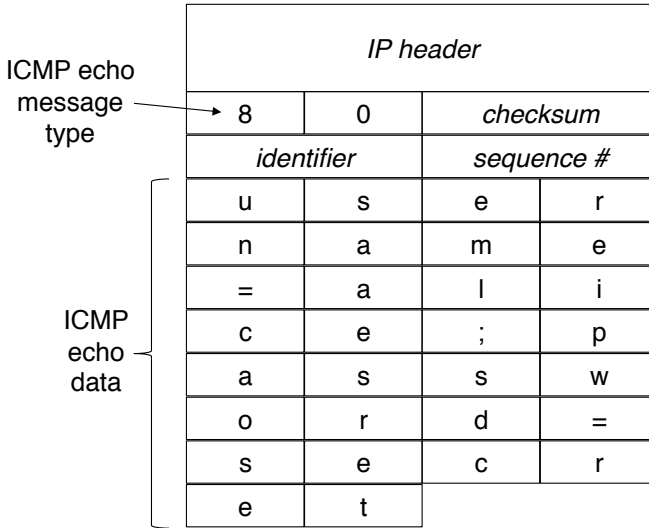 IP header
ICMP echo
message
type
8 0 checksum
identifier sequence #
ICMP
echo
data
u s e r
n a m e
= a l i
c e ; p
a s s w
o r d =
s e c r
e t